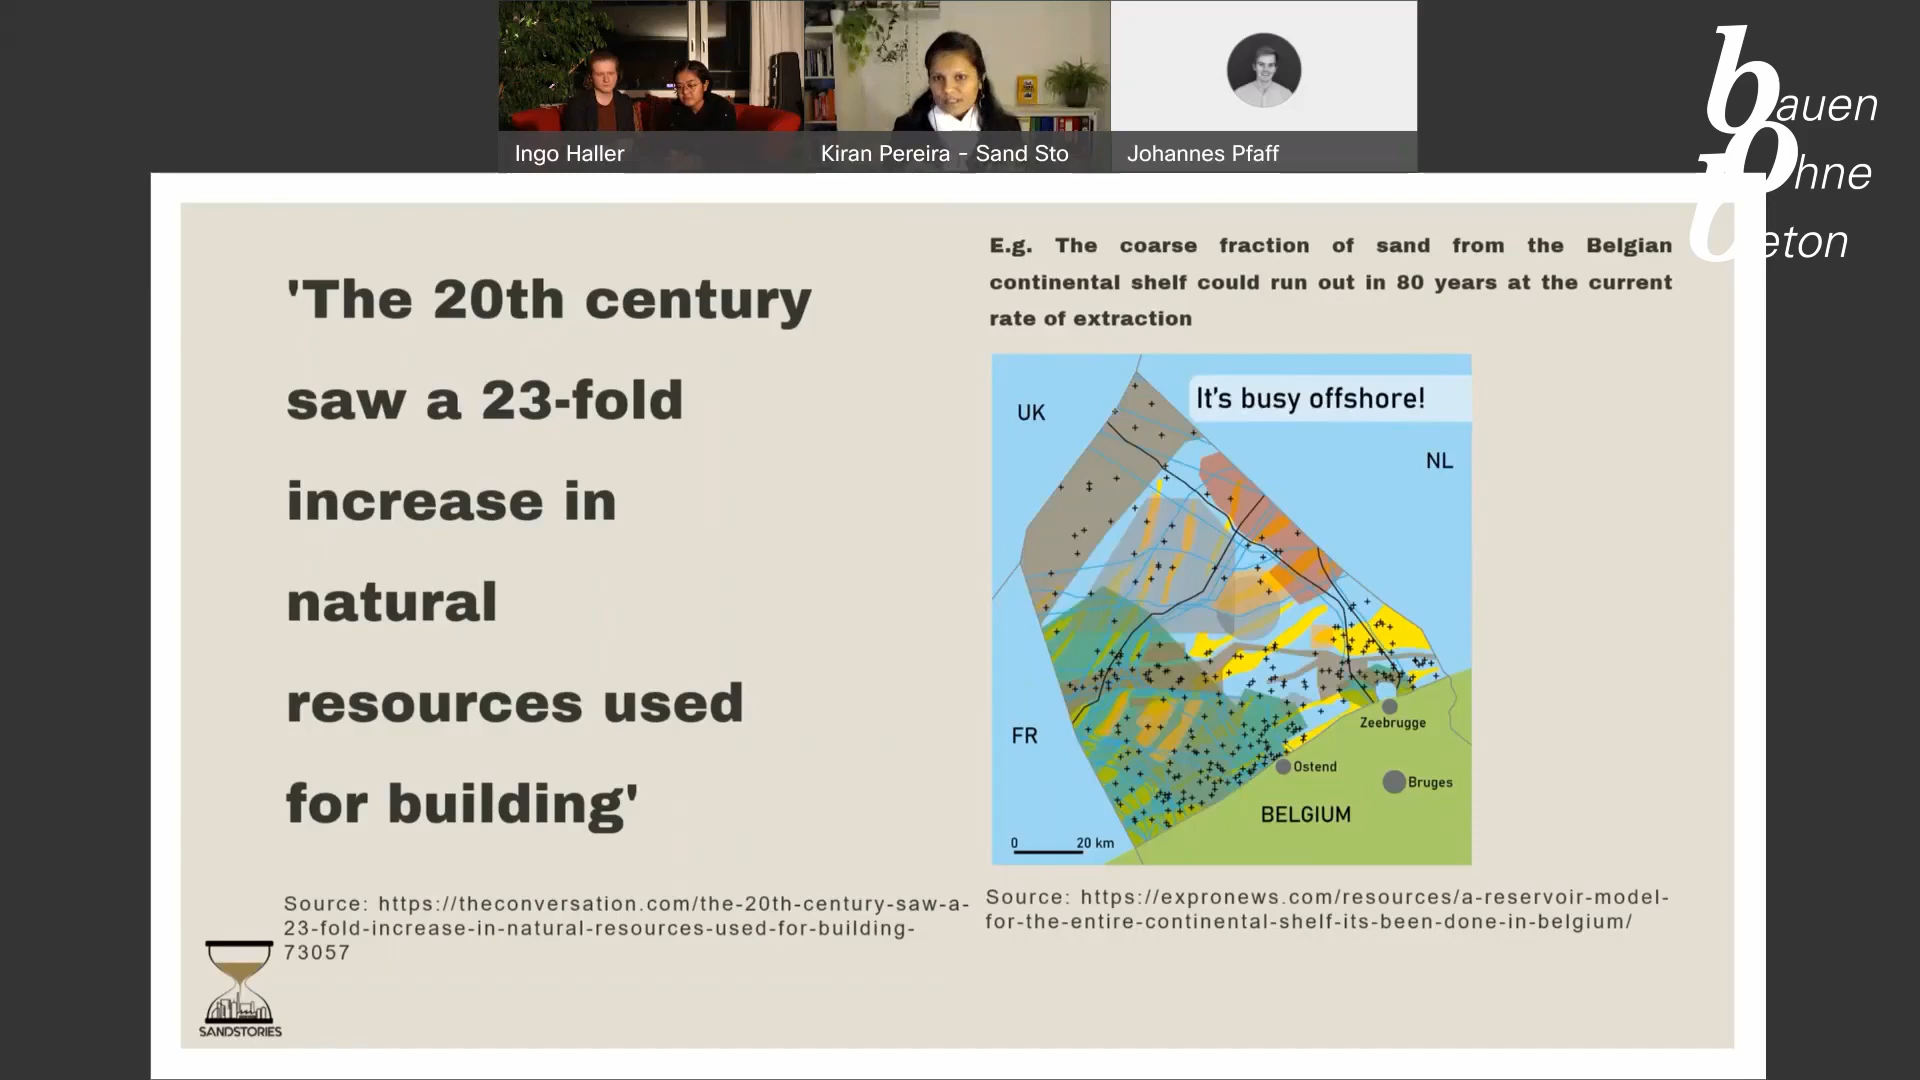 Ingo Haller
Kiran Pereira - Sand Sto
Johannes Pfaff
bauen
ohne
beton
'The 20th century
saw a 23-fold
increase in
natural
resources used
for building'
Source: https://theconversation.com/the-20th-century-saw-a-
23-fold-increase-in-natural-resources-used-for-building-
73057
SANDSTORIES
E.g. The coarse fraction of sand from the Belgian
continental shelf could run out in 80 years at the current
rate of extraction
It's busy offshore!
UK
NL
FR
Zeebrugge
Ostend
Bruges
BELGIUM
0 20 km
Source: https://expronews.com/resources/a-reservoir-model-
for-the-entire-continental-shelf-its-been-done-in-belgium/